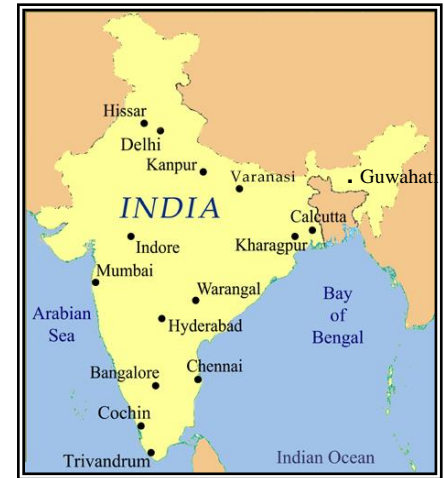 Hissar
Delhi
Kanpur
Varanasi
Guwahati
INDIA
Calcutta
Indore
Kharagpur
Mumbai
Warangal
Arabian
Sea
Hyderabad
Bay
of
Bengal
Bangalore
Chennai
Cochin
Trivandrum
Indian Ocean